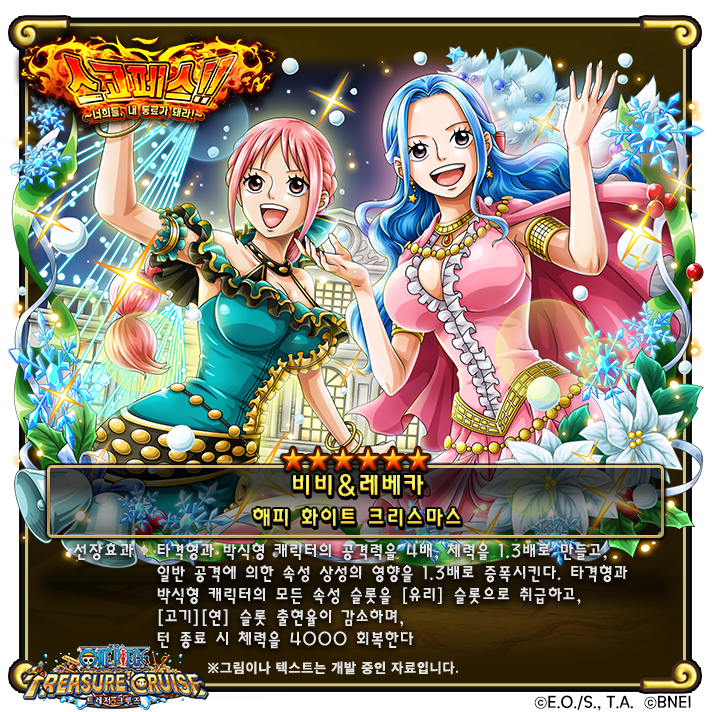 스고페스!!
~너희들, 내 동료가 돼라!~
★★★★★★
비비&레베카
해피 화이트 크리스마스
선장효과 : 타격형과 박식형 캐릭터의 공격력을 4배, 체력을 1.3배로 만들고,
일반 공격에 의한 속성 상성의 영향을 1.3배로 증폭시킨다. 타격형과
박식형 캐릭터의 모든 속성 슬롯을 [유리] 슬롯으로 취급하고,
[고기][연] 슬롯 출현율이 감소하며,
턴 종료 시 체력을 4000 회복한다
※그림이나 텍스트는 개발 중인 자료입니다.
ONE PIECE
TREASURE CRUISE
트레저 크루즈
©E.O./S., T.A. ©BNEI